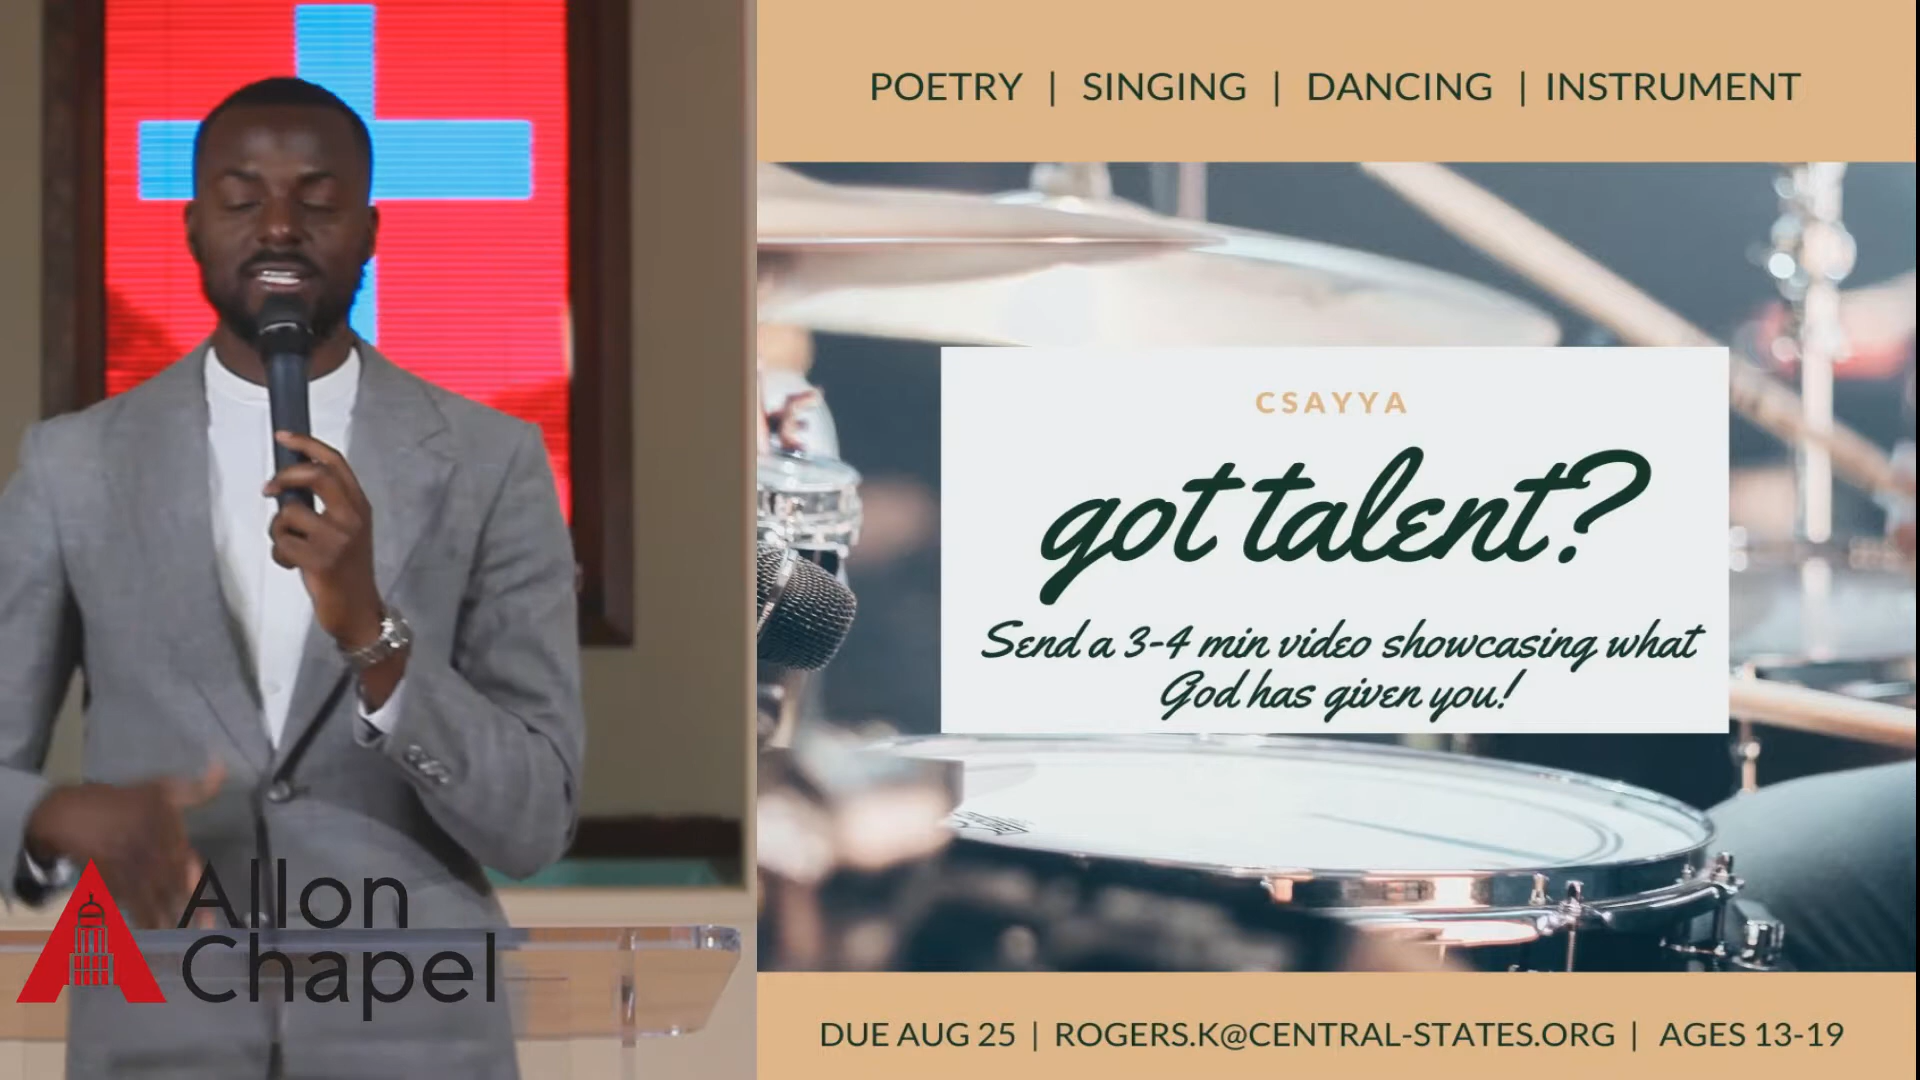 POETRY | SINGING | DANCING | INSTRUMENT
CSAYYA
got talent?
Send a 3-4 min video showcasing what
God has given you!
DUE AUG 25 | ROGERS.K@CENTRAL-STATES.ORG | AGES 13-19
Allon
Chapel